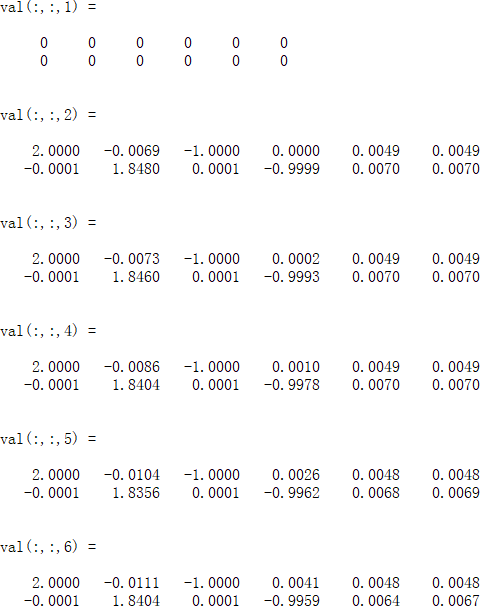 val(:,:,1) =
0 0 0 0 0 0
0 0 0 0 0 0
val(:,:,2) =
2.0000 -0.0069 -1.0000 0.0000 0.0049 0.0049
-0.0001 1.8480 0.0001 -0.9999 0.0070 0.0070
val(:,:,3) =
2.0000 -0.0073 -1.0000 0.0002 0.0049 0.0049
-0.0001 1.8460 0.0001 -0.9993 0.0070 0.0070
val(:,:,4) =
2.0000 -0.0086 -1.0000 0.0010 0.0049 0.0049
-0.0001 1.8404 0.0001 -0.9978 0.0070 0.0070
val(:,:,5) =
2.0000 -0.0104 -1.0000 0.0026 0.0048 0.0048
-0.0001 1.8356 0.0001 -0.9962 0.0068 0.0069
val(:,:,6) =
2.0000 -0.0111 -1.0000 0.0041 0.0048 0.0048
-0.0001 1.8404 0.0001 -0.9959 0.0064 0.0067